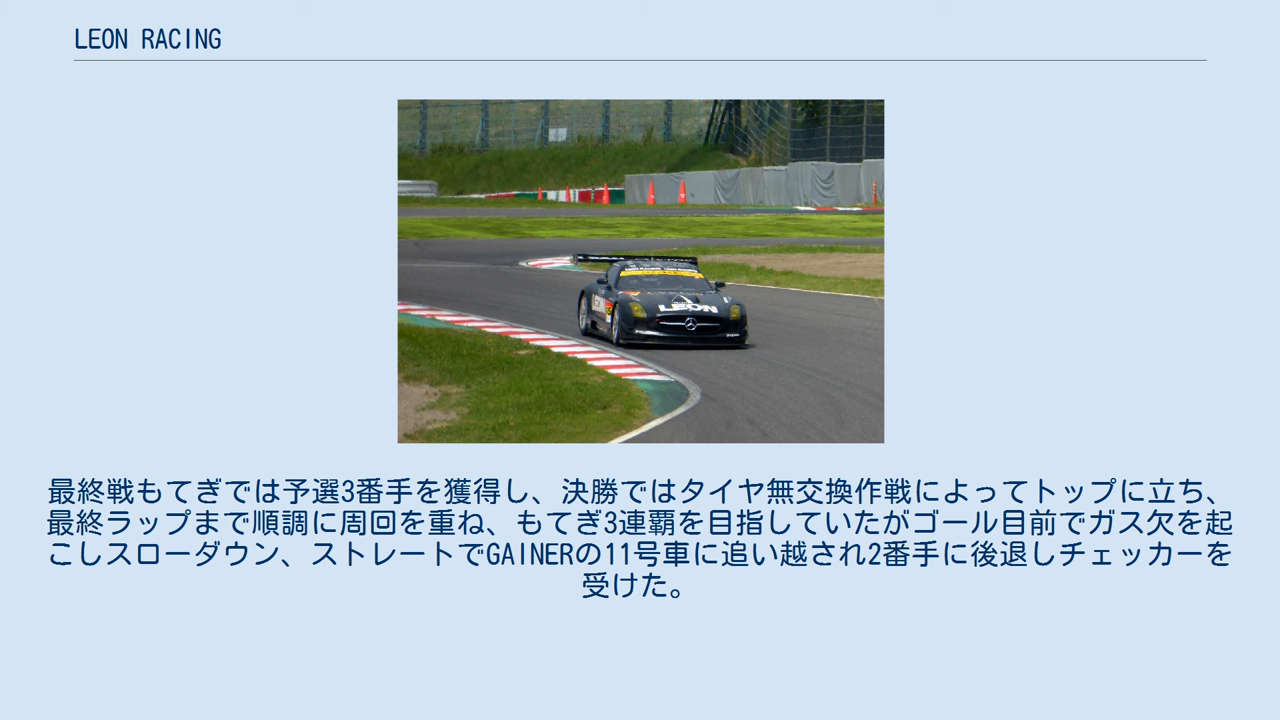 LEON RACING
LEON
最終戦もてぎでは予選3番手を獲得し、決勝ではタイヤ無交換作戦によってトップに立ち、
最終ラップまで順調に周回を重ね、もてぎ3連覇を目指していたがゴール目前でガス欠を起
こしスローダウン、ストレートでGAINERの11号車に追い越され2番手に後退しチェッカーを
受けた。